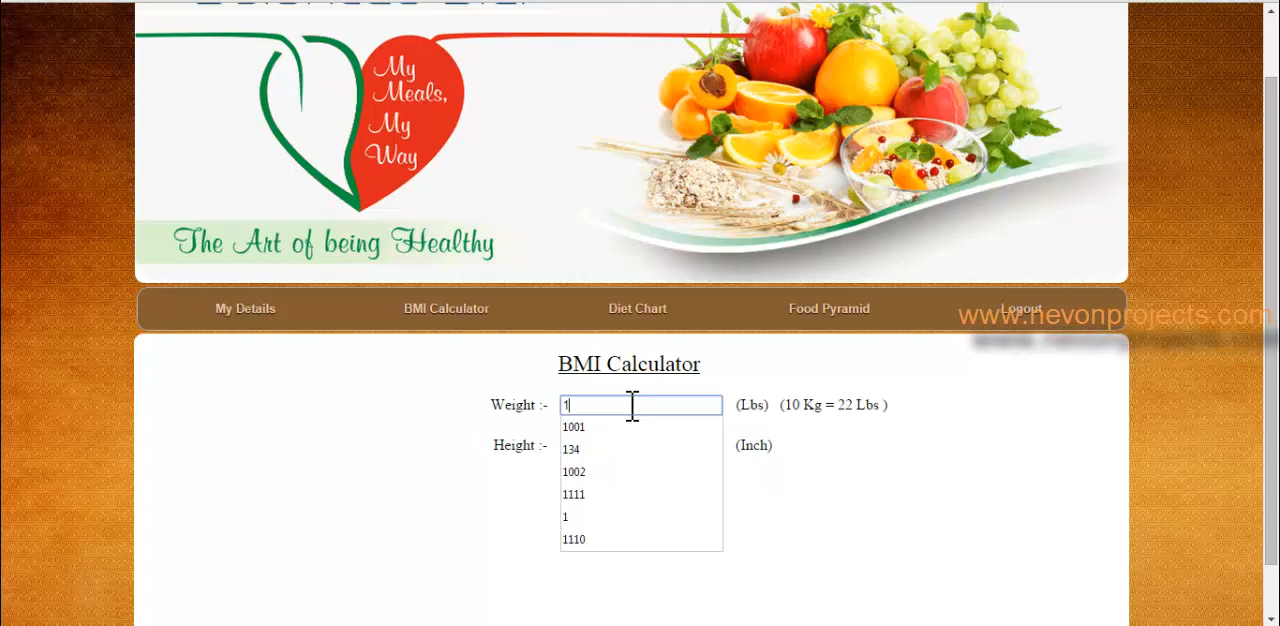 My
Meals,
My
Way
The Art of being Healthy
My Details BMI Calculator Diet Chart Food Pyramid Logout
www.nevonprojects.com
BMI Calculator
Weight :- 1 (Lbs) (10 Kg = 22 Lbs )
1001
Height :- (Inch)
134
1002
1111
1
1110